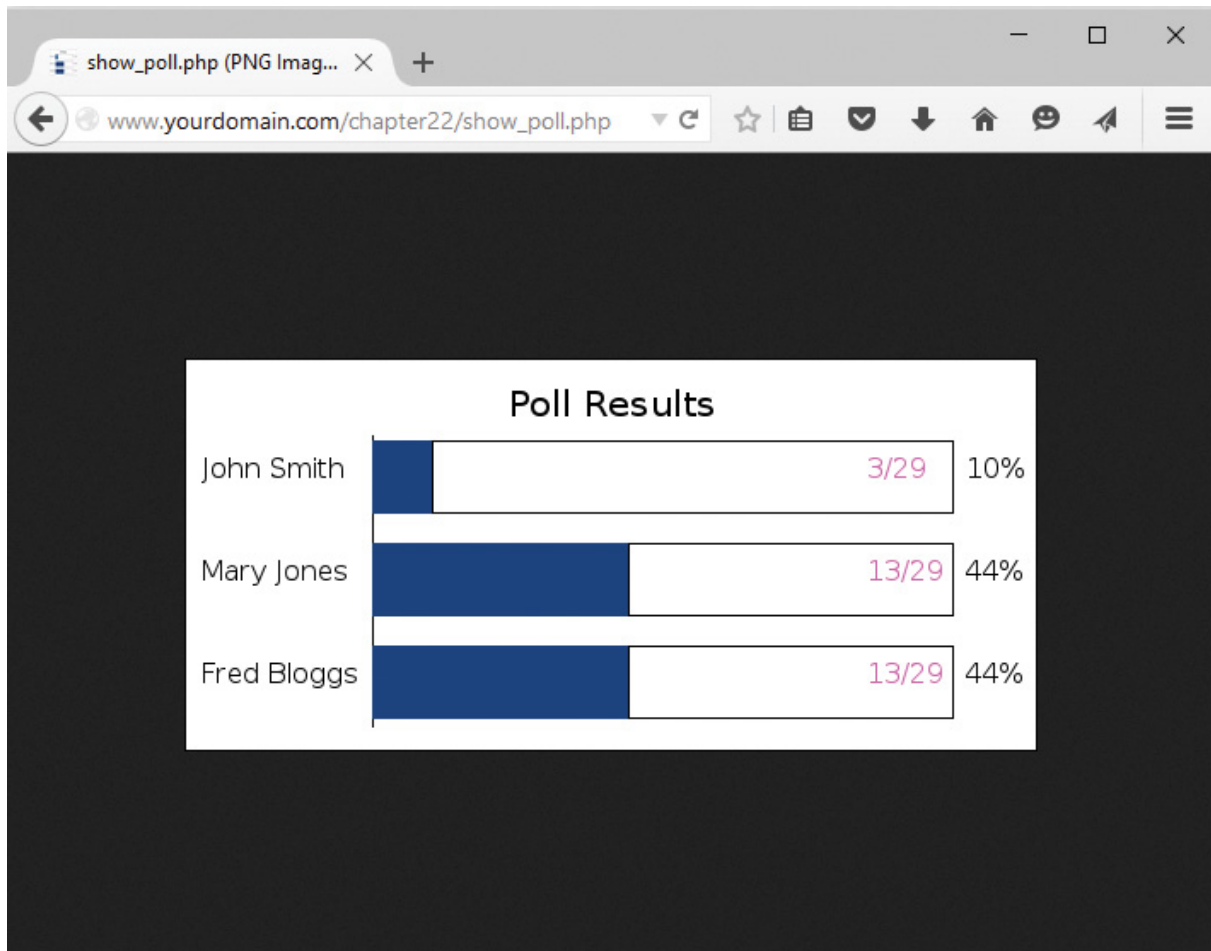 show_poll.php (PNG Imag...
www.yourdomain.com/chapter22/show_poll.php
Poll Results
John Smith 3/29 10%
Mary Jones 13/29 44%
Fred Bloggs 13/29 44%